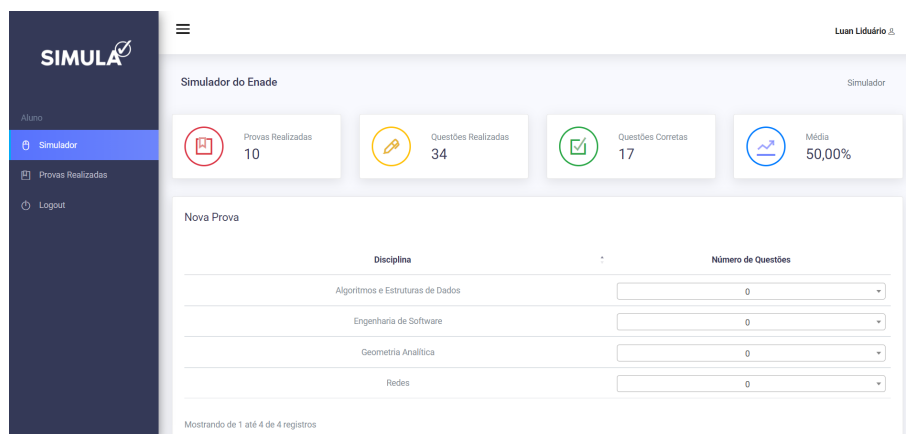 SIMULA
Luan Liduário
Simulador do Enade
Simulador
Aluno
Simulador
Provas Realizadas
Logout
Provas Realizadas
10
Questões Realizadas
34
Questões Corretas
17
Média
50,00%
Nova Prova
Disciplina Número de Questões
Algoritmos e Estruturas de Dados 0
Engenharia de Software 0
Geometria Analítica 0
Redes 0
Mostrando de 1 até 4 de 4 registros